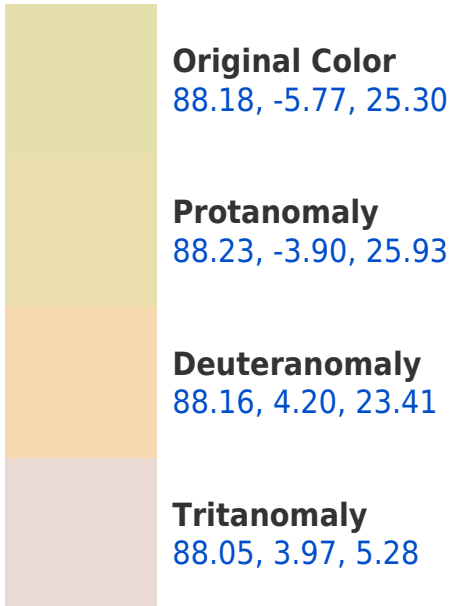 Original Color
88.18, -5.77, 25.30
Protanomaly
88.23, -3.90, 25.93
Deuteranomaly
88.16, 4.20, 23.41
Tritanomaly
88.05, 3.97, 5.28